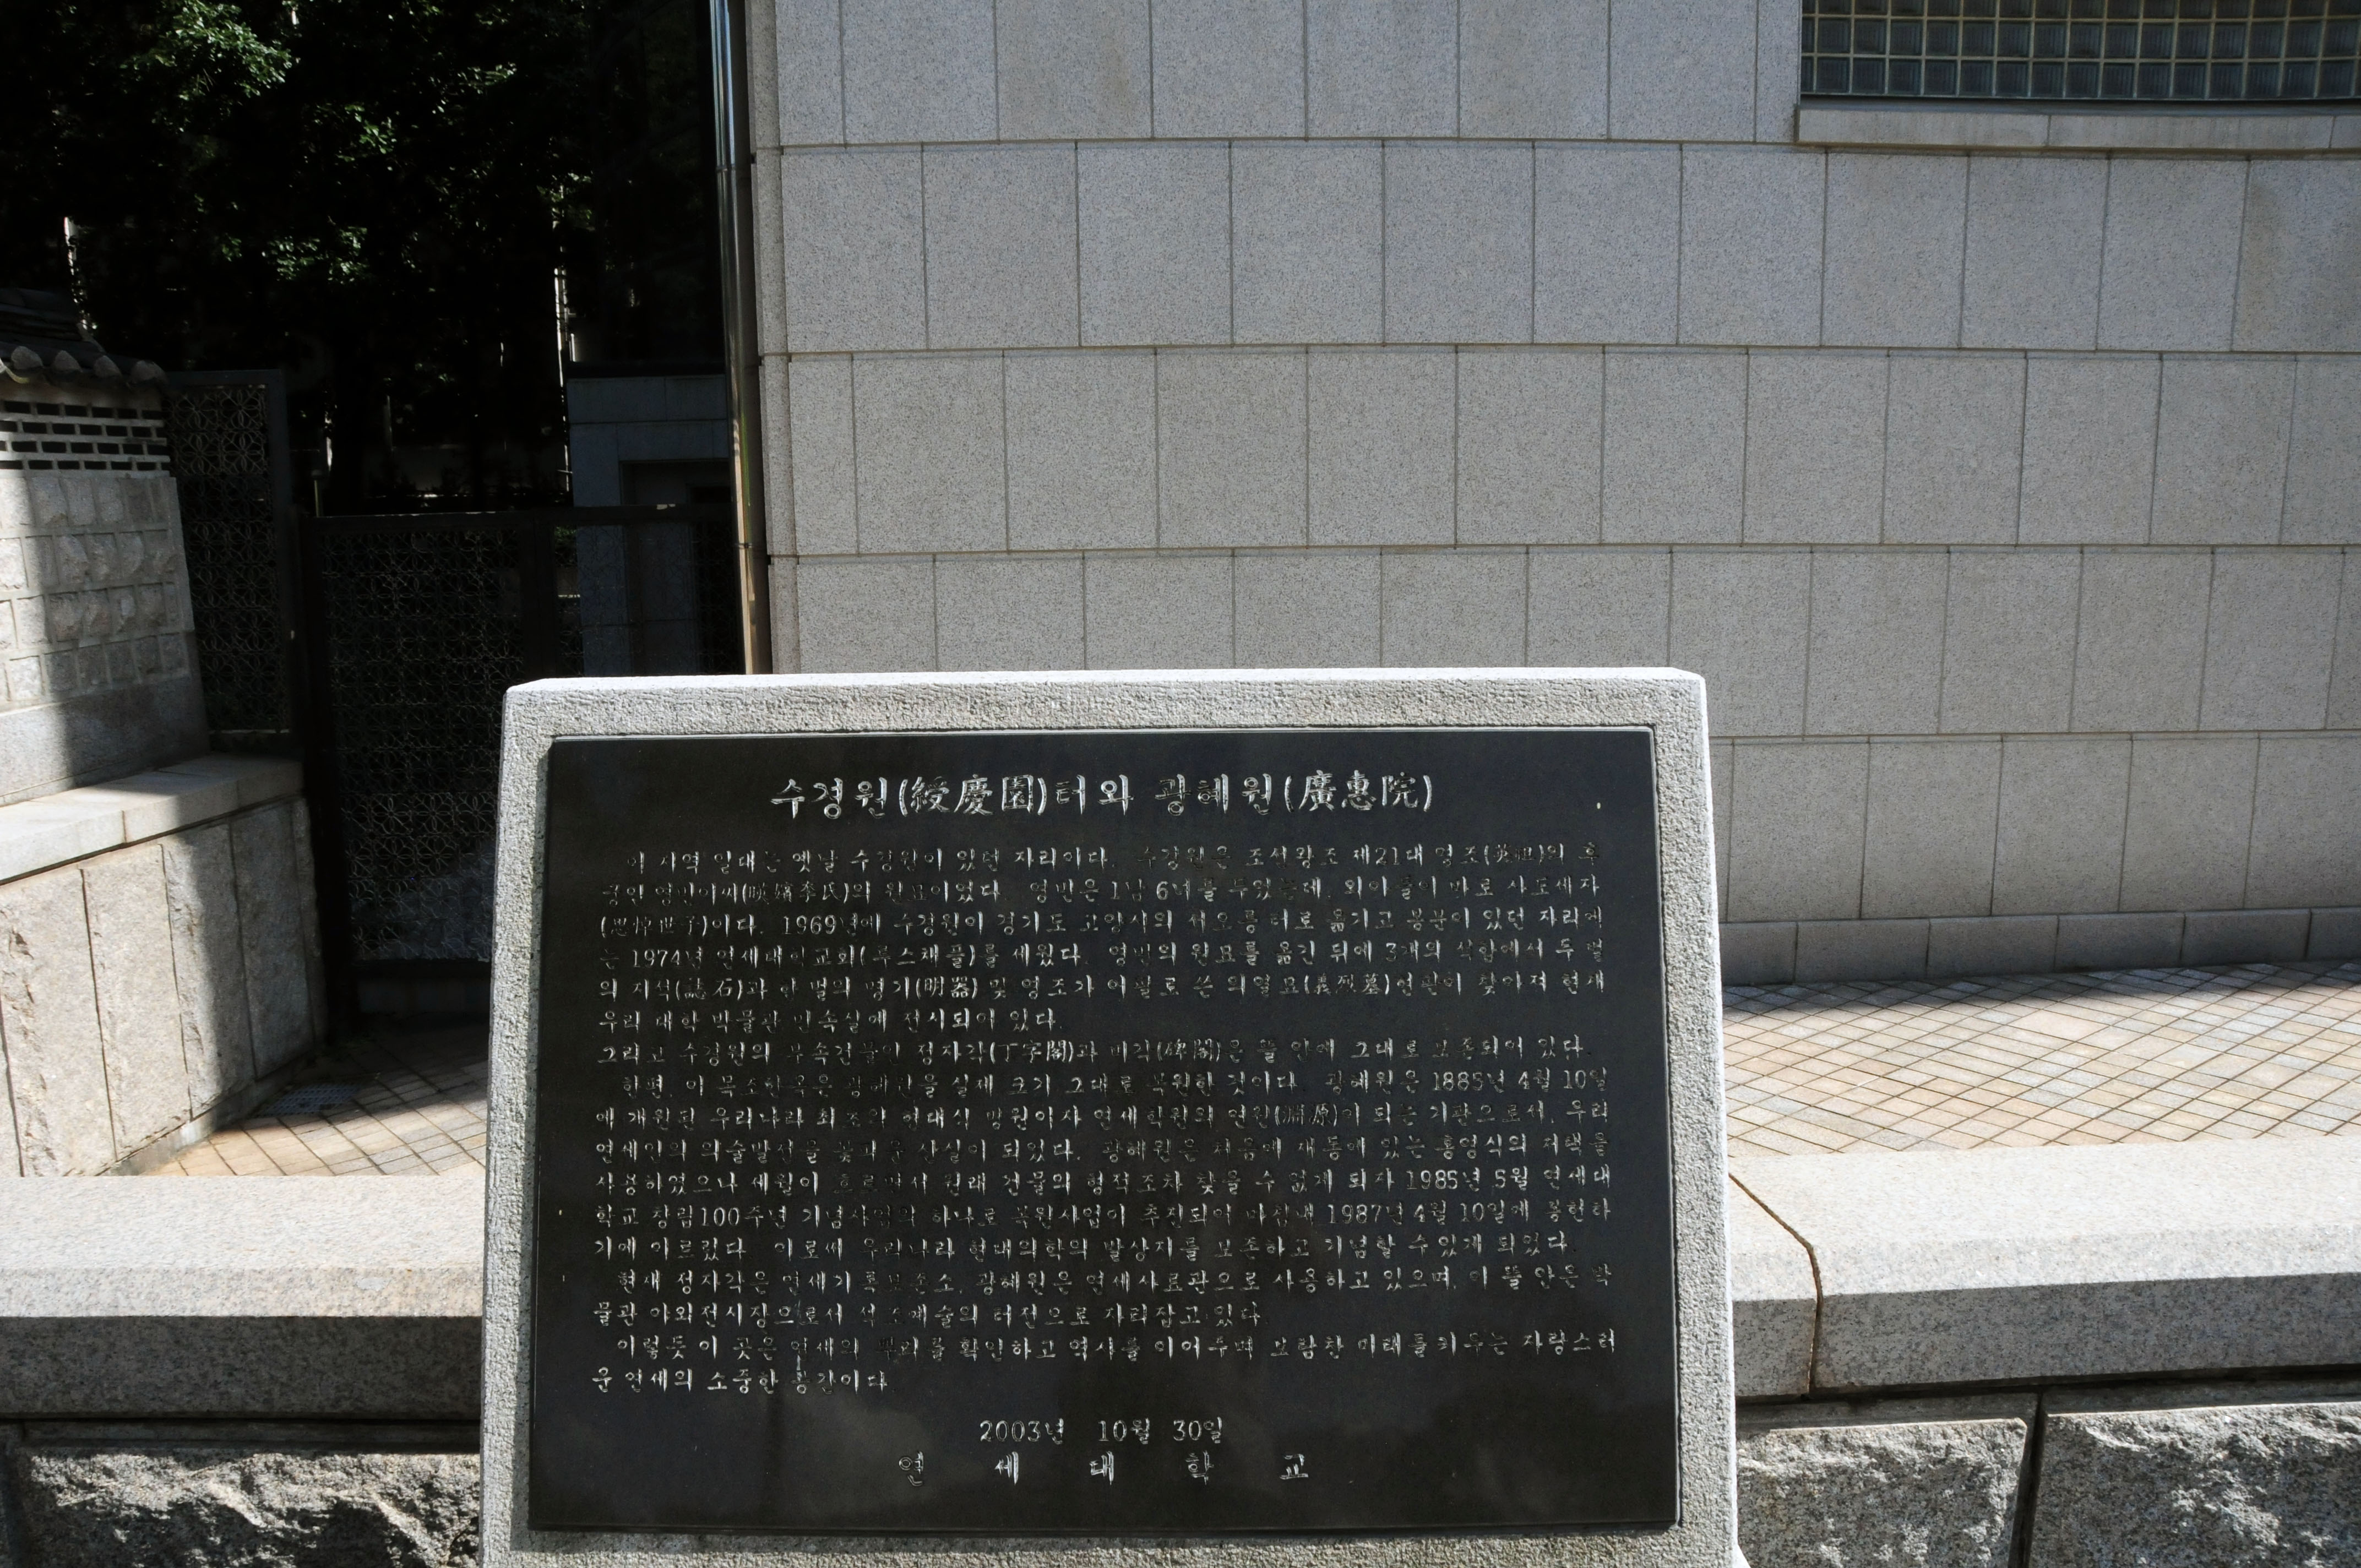 수경원(綏慶園)터와 광혜원(廣惠院)
이 지역 일대는 옛날 수경원이 있던 자리이다. 수경원은 조선왕조 제21대 영조(英祖)의 후
궁인 영빈이씨(暎嬪李氏)의 원묘이었다. 영빈은 1남 6녀를 두었는데, 외아들이 바로 사도세자
(思悼世子)이다. 1969년에 수경원이 경기도 고양시의 서오릉터로 옮기고 봉분이 있던 자리에
는 1974년 연세대학교회(루스채플)를 세웠다. 영빈의 원묘를 옮긴 뒤에 3개의 석함에서 두 벌
의 지석(誌石)과 한 벌의 명기(明器) 및 영조가 어필로 쓴 의열묘(義烈墓) 현판이 찾아져 현재
우리 대학 박물관 민속실에 전시되어 있다.
그리고 수경원의 부속건물인 정자각(丁字閣)과 비각(碑閣)은 뜰 안에 그대로 보존되어 있다.
한편, 이 목조한옥은 광혜원을 실제 크기 그대로 복원한 것이다. 광혜원은 1885년 4월 10일
에 개원된 우리나라 최초의 현대식 병원이자 연세학원의 연원(淵源)이 되는 기관으로서, 우리
연세인의 의술발전을 꽃피운 산실이 되었다. 광혜원은 처음에 재동에 있는 홍영식의 저택을
사용하였으나 세월이 흐르면서 원래 건물의 형적조차 찾을 수 없게 되자 1985년 5월 연세대
학교 창립100주년 기념사업의 하나로 복원사업이 추진되어 마침내 1987년 4월 10일에 봉헌하
기에 이르렀다. 이로써 우리나라 현대의학의 발상지를 보존하고 기념할 수있게 되었다.
현재 정자각은 연세기록보존소, 광혜원은 연세사료관으로 사용하고 있으며, 이 뜰 안은 박
물관 야외전시장으로서 석조예술의 터전으로 자리잡고 있다.
이렇듯 이 곳은 연세의 뿌리를 확인하고 역사를 이어주며 보람찬 미래를 키우는 자랑스러
운 연세의 소중한 공간이다.
2003년 10월 30일
연 세 대 학 교